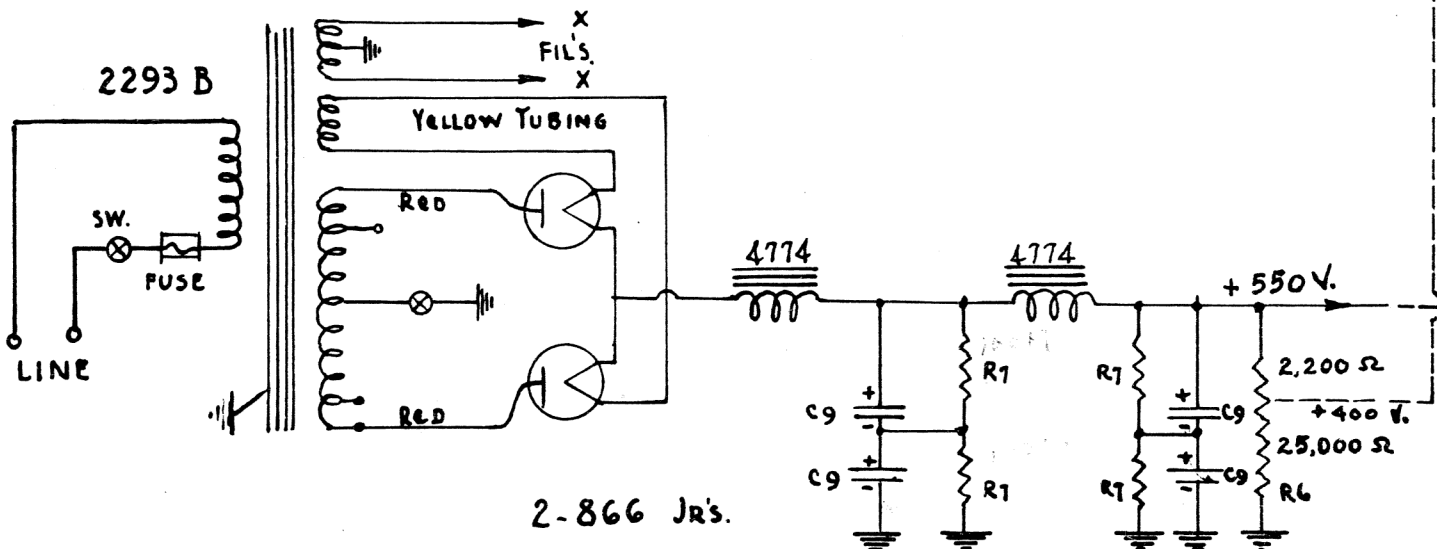 X
FIL'S.
X
2293 B
YELLOW TUBING
RED
SW.
FUSE
LINE
RED
4774
4774
+ 550 V.
R7
R7
2,200 Ω
+400 V.
25,000 Ω
+
-
C9
+
-
C9
+
-
C9
+
-
C9
R7
R7
R6
2-866 JR'S.